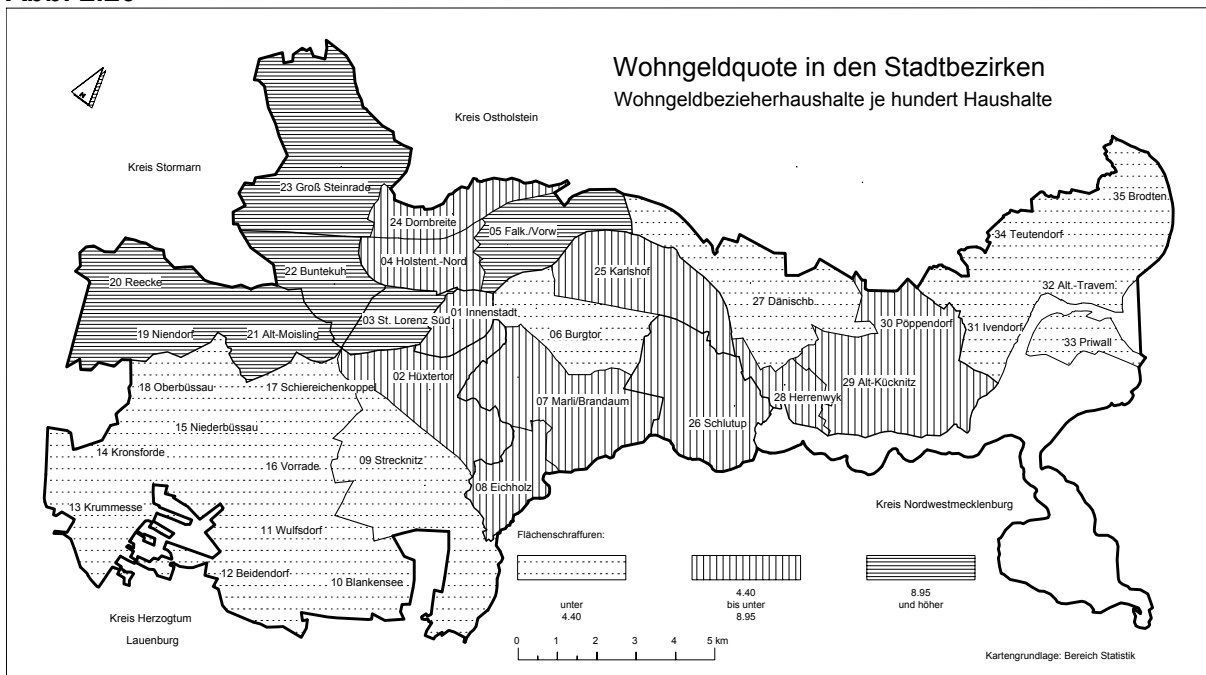 Wohngeldquote in den Stadtbezirken
Wohngeldbezieherhaushalte je hundert Haushalte
N
Kreis Ostholstein
Kreis Stormarn
23 Groß Steinrade
35 Brodten
24 Dornbreite
05 Falk./Vorw
34 Teutendorf
04 Holstent.-Nord
22 Buntekuh
25 Karlshof
20 Reecke
32 Alt.-Travem.
27 Dänischb.
01 Innenstadt
03 St. Lorenz Süd
30 Pöppendorf
31 Ivendorf
19 Niendorf
21 Alt-Moisling
06 Burgtor
33 Priwall
02 Hüxtertor
18 Oberbüssau
17 Schiereichenkoppel
29 Alt-Kücknitz
28 Herrenwyk
07 Marli/Brandaum
26 Schlutup
15 Niederbüssau
14 Kronsforde
16 Vorrade
09 Strecknitz
08 Eichholz
13 Krummesse
Kreis Nordwestmecklenburg
11 Wulfsdorf
12 Beidendorf
10 Blankensee
Kreis Herzogtum
Lauenburg
Flächenschraffuren:
unter
4.40
4.40
bis unter
8.95
8.95
und höher
0 1 2 3 4 5 km
Kartengrundlage: Bereich Statistik